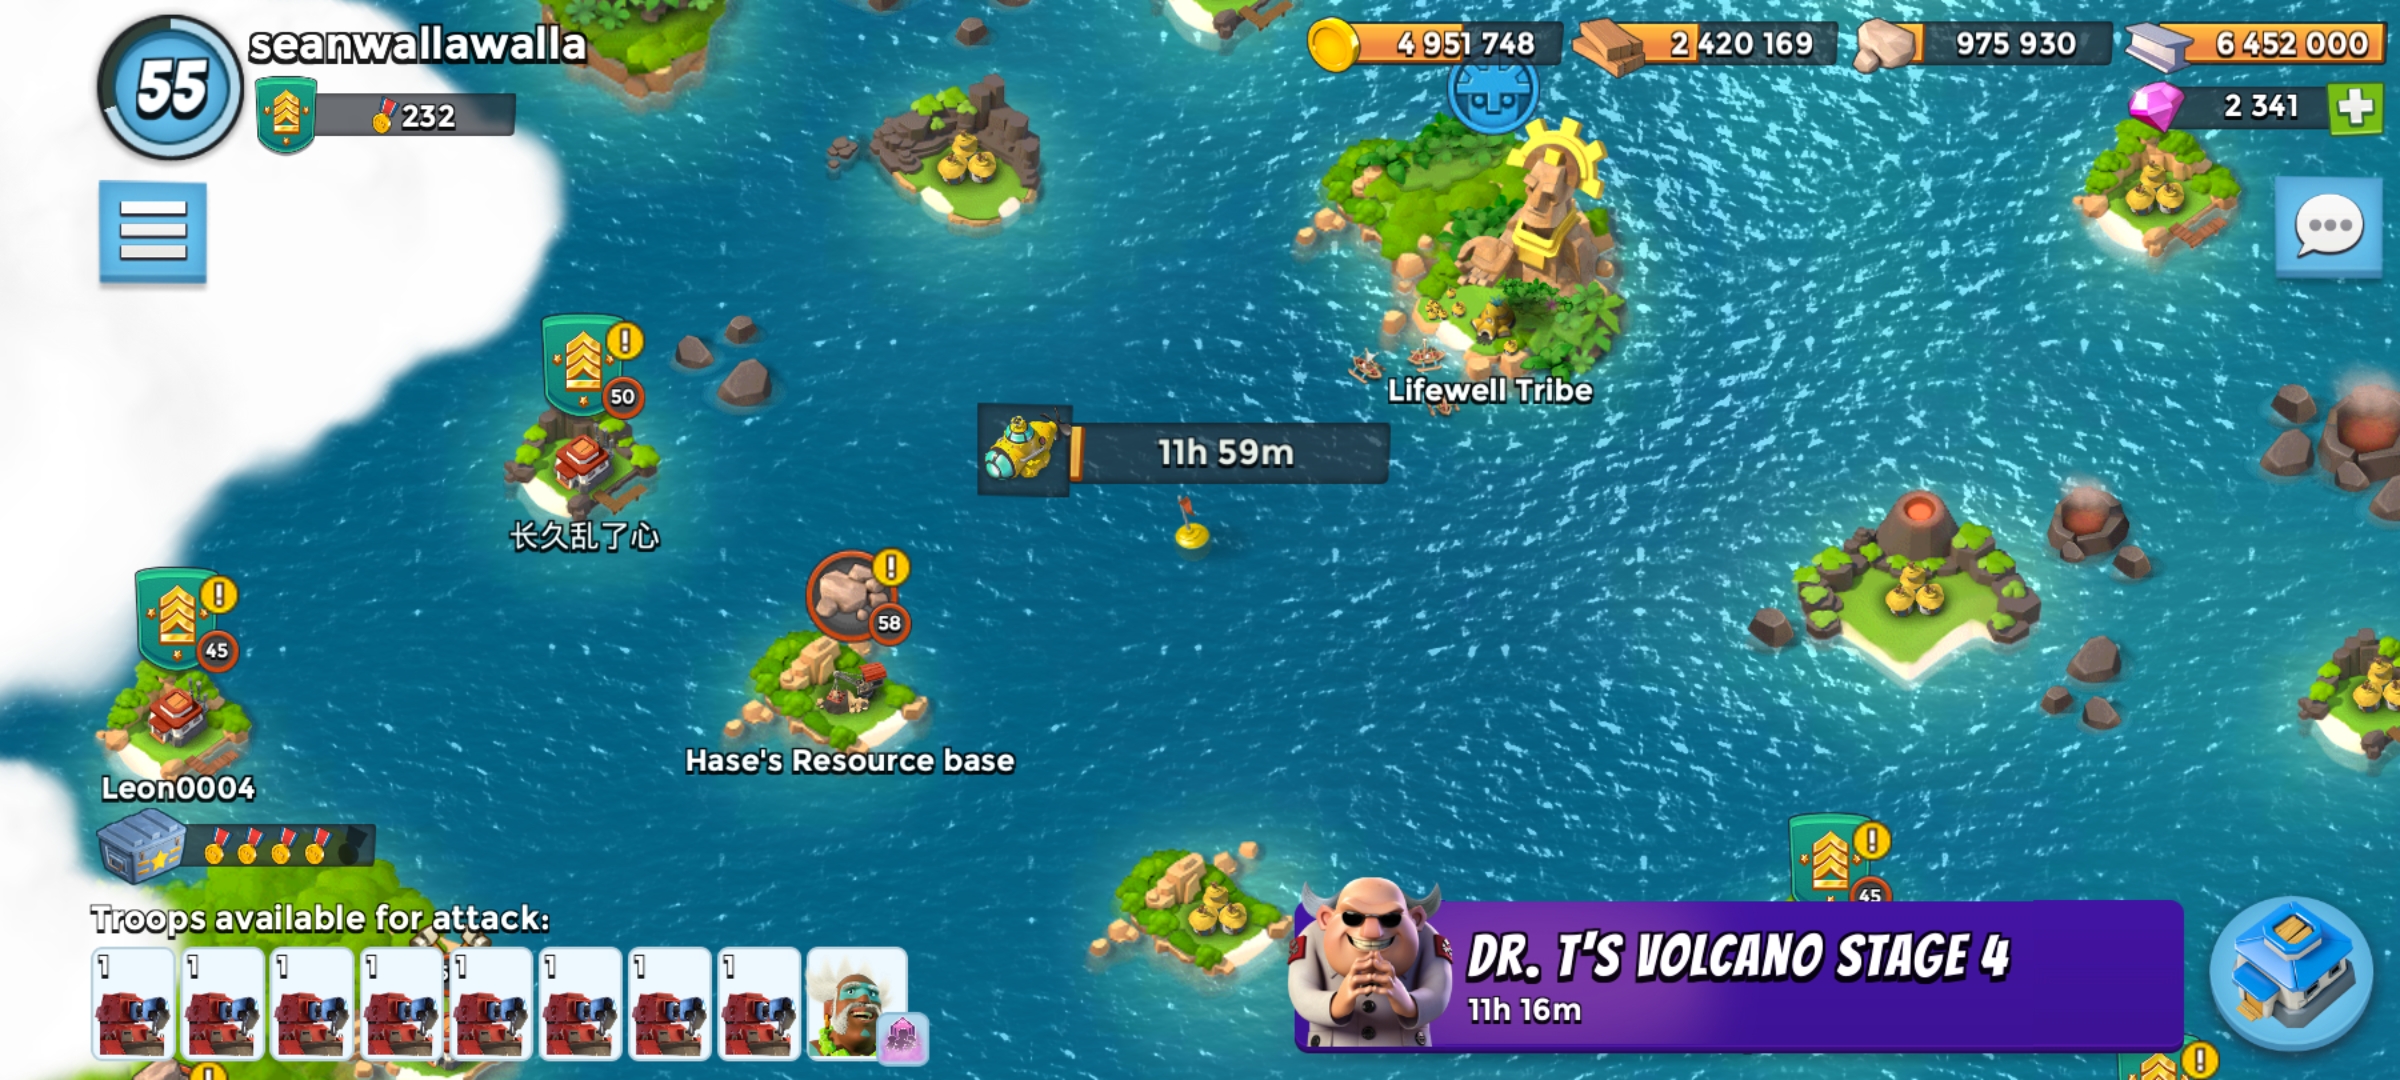 55
seanwallawalla
232
4 951 748
2 420 169
975 930
6 452 000
2 341
50
长久乱了心
Lifewell Tribe
11h 59m
45
Leon0004
58
Hase's Resource base
45
Troops available for attack:
1
1
1
1
1
1
1
1
DR. T'S VOLCANO STAGE 4
11h 16m